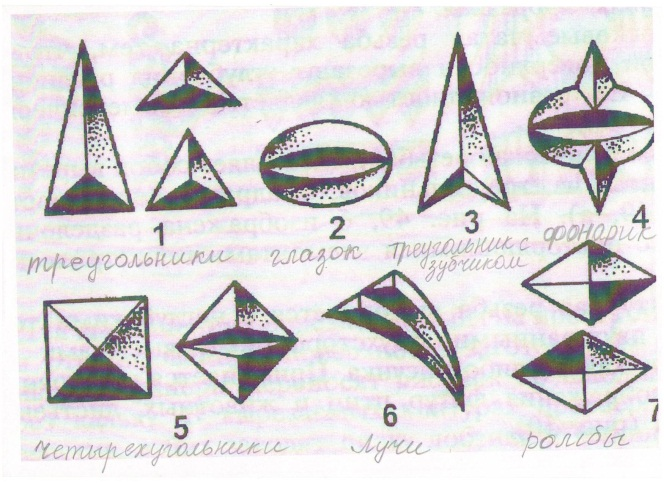 1
треугольники
2
глазок
3
треугольник с
зубчиком
4
фонарик
5
четырехугольники
6
Лучи
7
ромбы